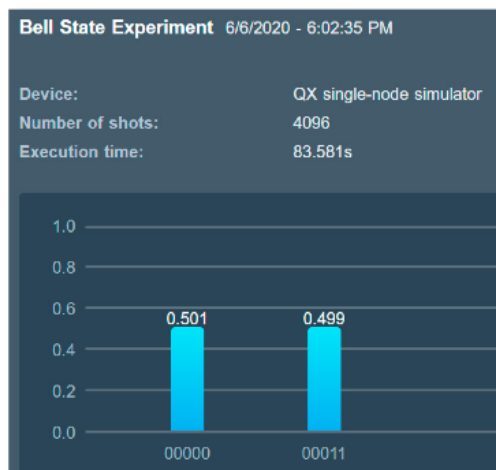 Bell State Experiment 6/6/2020 - 6:02:35 PM
Device: QX single-node simulator
Number of shots: 4096
Execution time: 83.581s
1.0
0.8
0.6
0.501 0.499
0.4
0.2
0.0
00000 00011